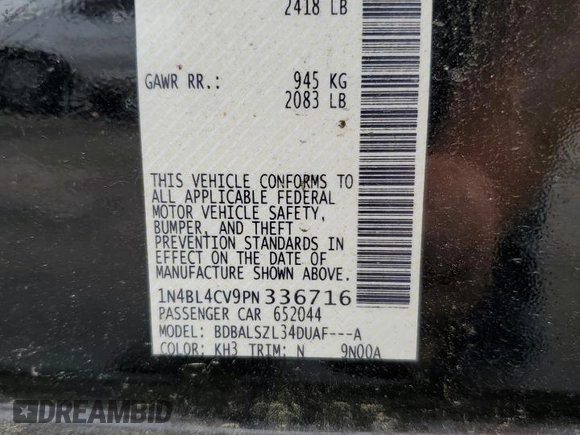 2418 LB
GAWR RR.: 945 KG
2083 LB
THIS VEHICLE CONFORMS TO
ALL APPLICABLE FEDERAL
MOTOR VEHICLE SAFETY,
BUMPER, AND THEFT
PREVENTION STANDARDS IN
EFFECT ON THE DATE OF
MANUFACTURE SHOWN ABOVE.
1N4BL4CV9PN 336716
PASSENGER CAR 652044
MODEL: BDBALSZL34DUAF---A
COLOR: KH3 TRIM: N 9N00A
DREAMBID